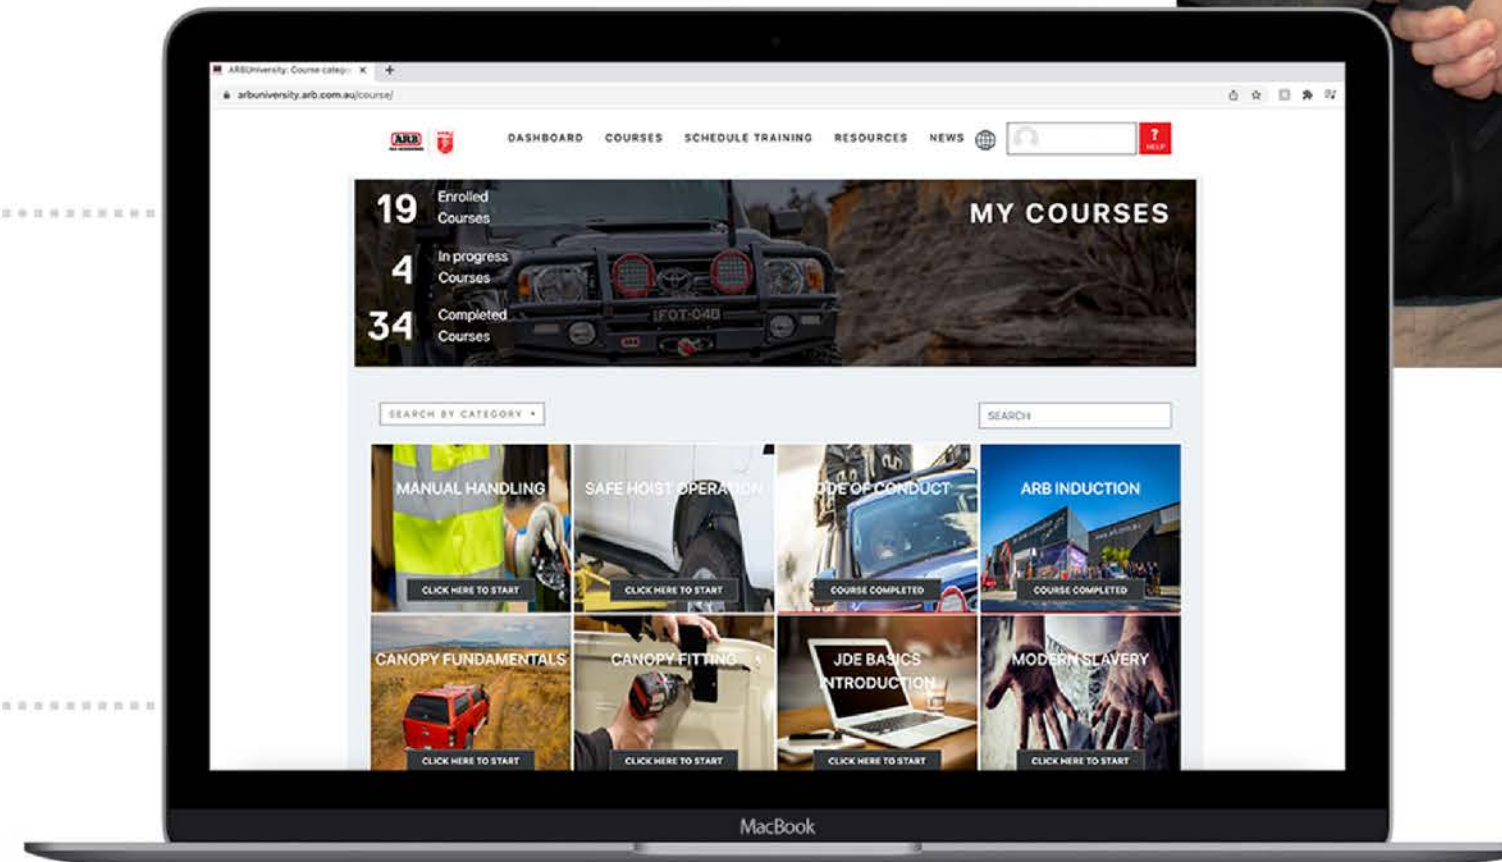 ARBUniversity: Course catego
arbuniversity.arb.com.au/course/
ARB
DASHBOARD COURSES SCHEDULE TRAINING RESOURCES NEWS
?
HELP
19 Enrolled
Courses
MY COURSES
4 In progress
Courses
34 Completed
Courses
SEARCH BY CATEGORY
SEARCH
MANUAL HANDLING
SAFE HOIST OPERATION
CODE OF CONDUCT
ARB INDUCTION
CLICK HERE TO START
CLICK HERE TO START
COURSE COMPLETED
COURSE COMPLETED
CANOPY FUNDAMENTALS
CANOPY FITTING
JDE BASICS
INTRODUCTION
MODERN SLAVERY
CLICK HERE TO START
CLICK HERE TO START
CLICK HERE TO START
CLICK HERE TO START
MacBook